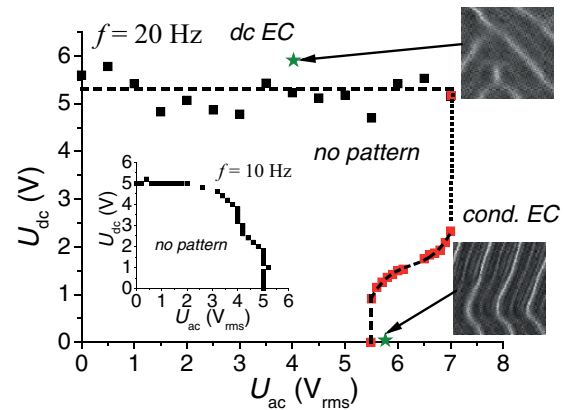 f = 20 Hz
dc EC
no pattern
cond. EC
U_dc (V)
6
5
4
3
2
1
0
0 1 2 3 4 5 6 7 8
U_ac (V_rms)
f = 10 Hz
no pattern
U_dc (V)
6
5
4
3
2
1
0
0 1 2 3 4 5 6
U_ac (V_rms)